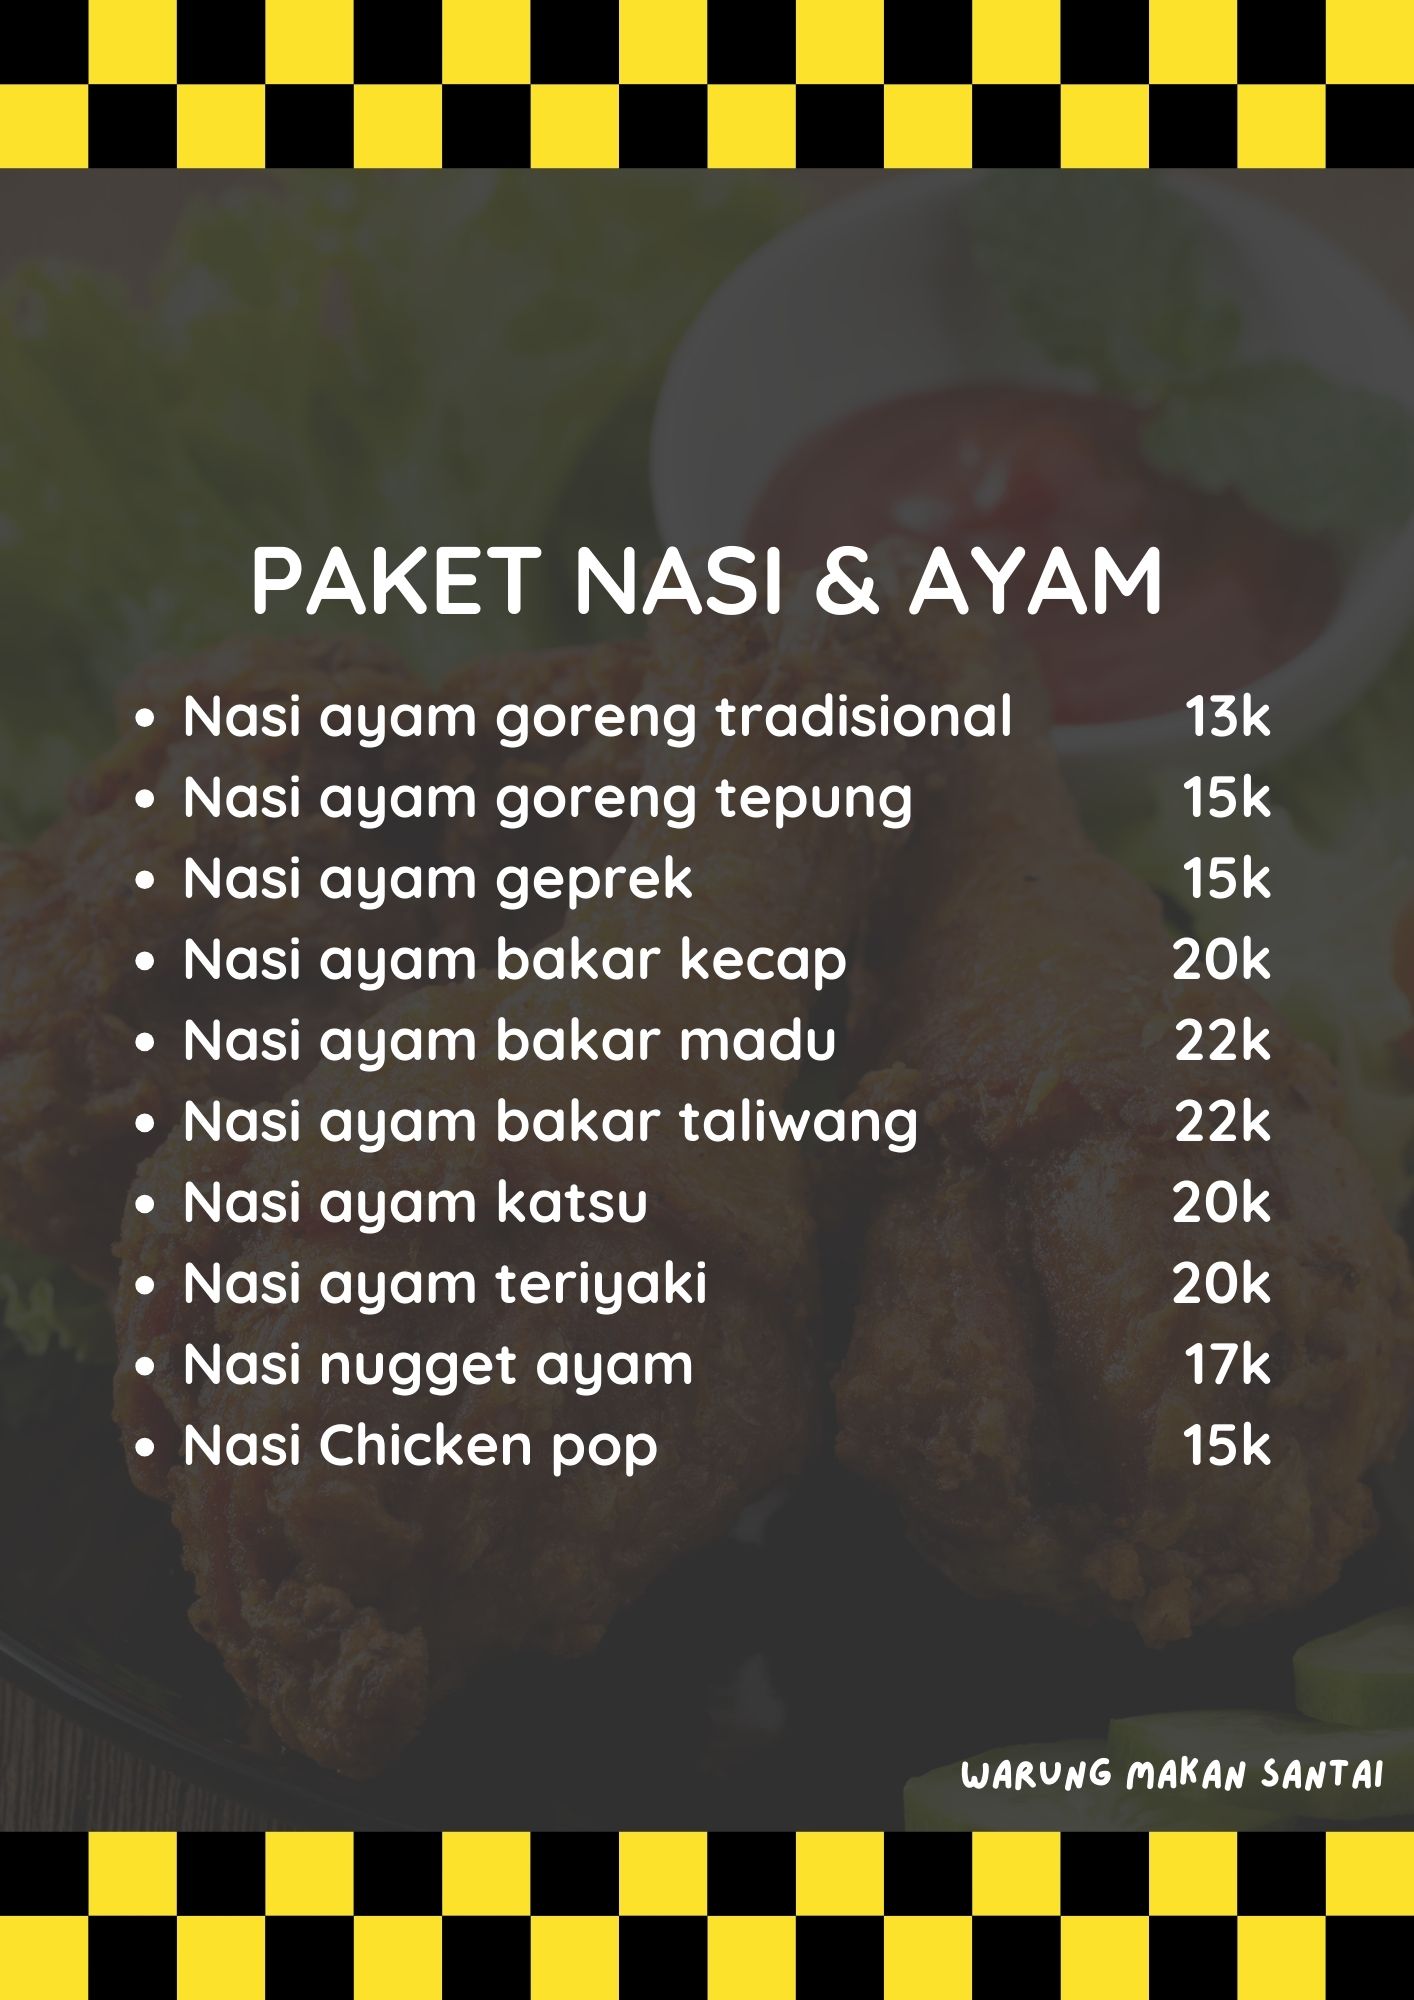 PAKET NASI & AYAM
• Nasi ayam goreng tradisional 13k
• Nasi ayam goreng tepung 15k
• Nasi ayam geprek 15k
• Nasi ayam bakar kecap 20k
• Nasi ayam bakar madu 22k
• Nasi ayam bakar taliwang 22k
• Nasi ayam katsu 20k
• Nasi ayam teriyaki 20k
• Nasi nugget ayam 17k
• Nasi Chicken pop 15k
WARUNG MAKAN SANTAI